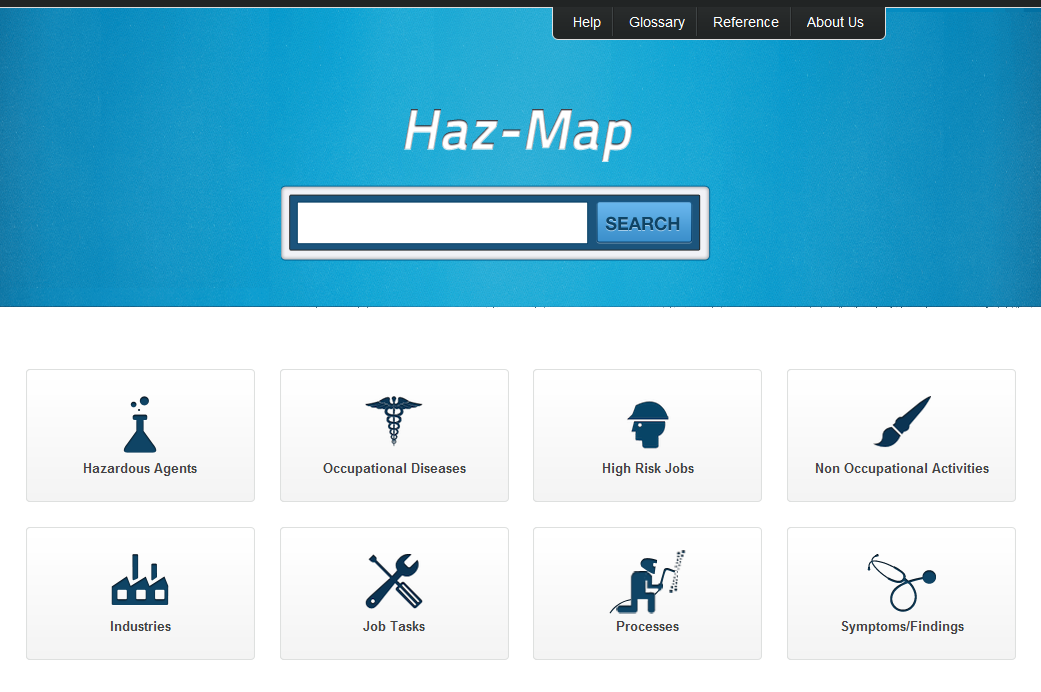 Help Glossary Reference About Us
Haz-Map
SEARCH
Hazardous Agents Occupational Diseases High Risk Jobs Non Occupational Activities
Industries Job Tasks Processes Symptoms/Findings